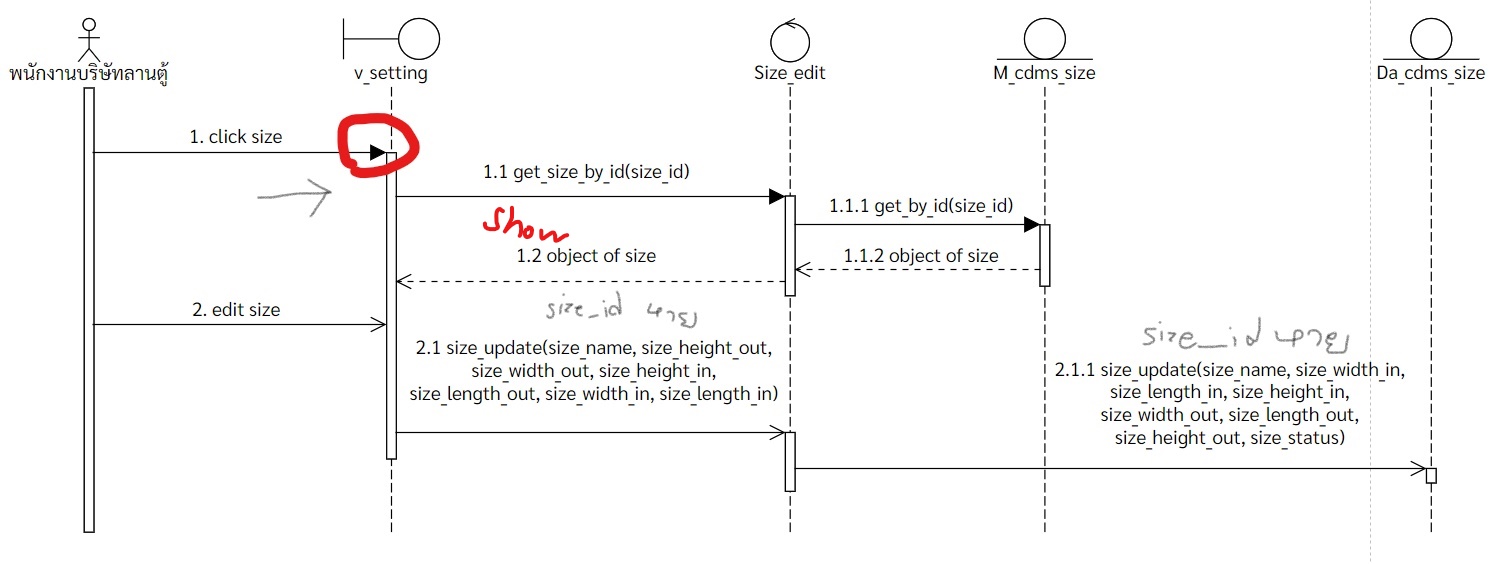 พนักงานบริษัทลานตู้
v_setting
Size_edit
M_cdms_size
Da_cdms_size
1. click size
1.1 get_size_by_id(size_id)
1.1.1 get_by_id(size_id)
show
1.2 object of size
1.1.2 object of size
2. edit size
size_id หาย
size_id หาย
2.1 size_update(size_name, size_height_out,
size_width_out, size_height_in,
size_length_out, size_width_in, size_length_in)
2.1.1 size_update(size_name, size_width_in,
size_length_in, size_height_in,
size_width_out, size_length_out,
size_height_out, size_status)